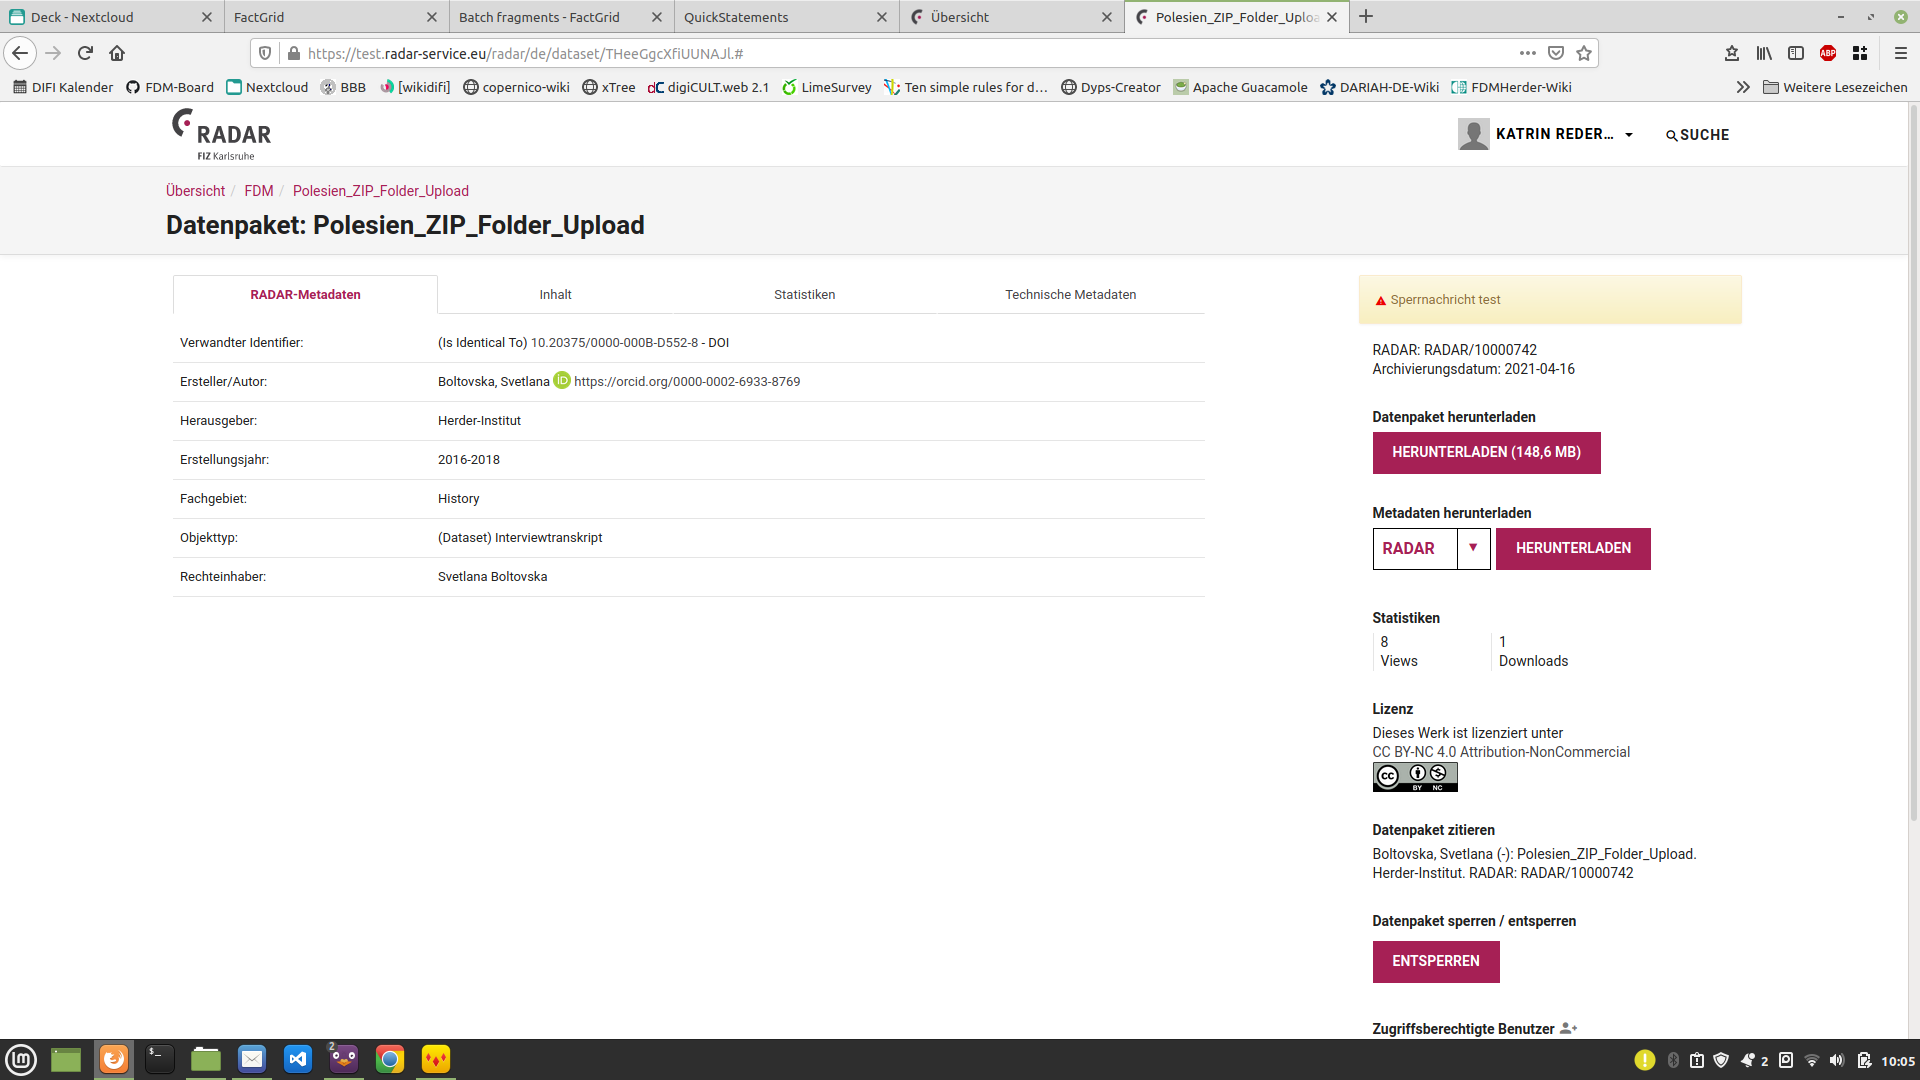 Deck - Nextcloud
FactGrid
Batch fragments - FactGrid
QuickStatements
Übersicht
Polesien_ZIP_Folder_Uplo
https://test.radar-service.eu/radar/de/dataset/THeeGgcXfiUUNAJl.#
ABP
DIFI Kalender
FDM-Board
Nextcloud
BBB
[wikidifi]
copernico-wiki
xTree
digiCULT.web 2.1
LimeSurvey
Ten simple rules for d…
Dyps-Creator
Apache Guacamole
DARIAH-DE-Wiki
FDMHerder-Wiki
Weitere Lesezeichen
RADAR
FIZ Karlsruhe
KATRIN REDER…
SUCHE
Übersicht / FDM / Polesien_ZIP_Folder_Upload
Datenpaket: Polesien_ZIP_Folder_Upload
RADAR-Metadaten
Inhalt
Statistiken
Technische Metadaten
Verwandter Identifier: (Is Identical To) 10.20375/0000-000B-D552-8 - DOI
Ersteller/Autor: Boltovska, Svetlana iD https://orcid.org/0000-0002-6933-8769
Herausgeber: Herder-Institut
Erstellungsjahr: 2016-2018
Fachgebiet: History
Objekttyp: (Dataset) Interviewtranskript
Rechteinhaber: Svetlana Boltovska
Sperrnachricht test
RADAR: RADAR/10000742
Archivierungsdatum: 2021-04-16
Datenpaket herunterladen
HERUNTERLADEN (148,6 MB)
Metadaten herunterladen
RADAR
HERUNTERLADEN
Statistiken
8
Views
1
Downloads
Lizenz
Dieses Werk ist lizenziert unter
CC BY-NC 4.0 Attribution-NonCommercial
cc BY NC
Datenpaket zitieren
Boltovska, Svetlana (-): Polesien_ZIP_Folder_Upload.
Herder-Institut. RADAR: RADAR/10000742
Datenpaket sperren / entsperren
ENTSPERREN
Zugriffsberechtigte Benutzer
2
2
10:05